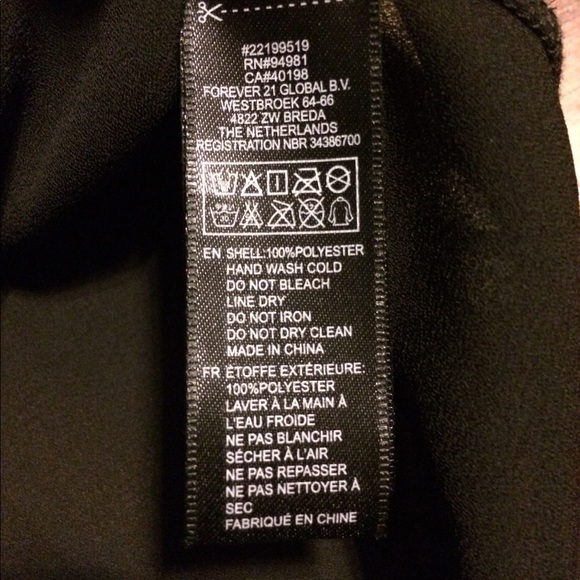 #22199519
RN#94981
CA#40198
FOREVER 21 GLOBAL B.V.
WESTBROEK 64-66
4822 ZW BREDA
THE NETHERLANDS
REGISTRATION NBR 34386700
EN SHELL:100%POLYESTER
HAND WASH COLD
DO NOT BLEACH
LINE DRY
DO NOT IRON
DO NOT DRY CLEAN
MADE IN CHINA
FR ÉTOFFE EXTÉRIEURE:
100%POLYESTER
LAVER À LA MAIN À
L'EAU FROIDE
NE PAS BLANCHIR
SÉCHER À L'AIR
NE PAS REPASSER
NE PAS NETTOYER À
SEC
FABRIQUÉ EN CHINE